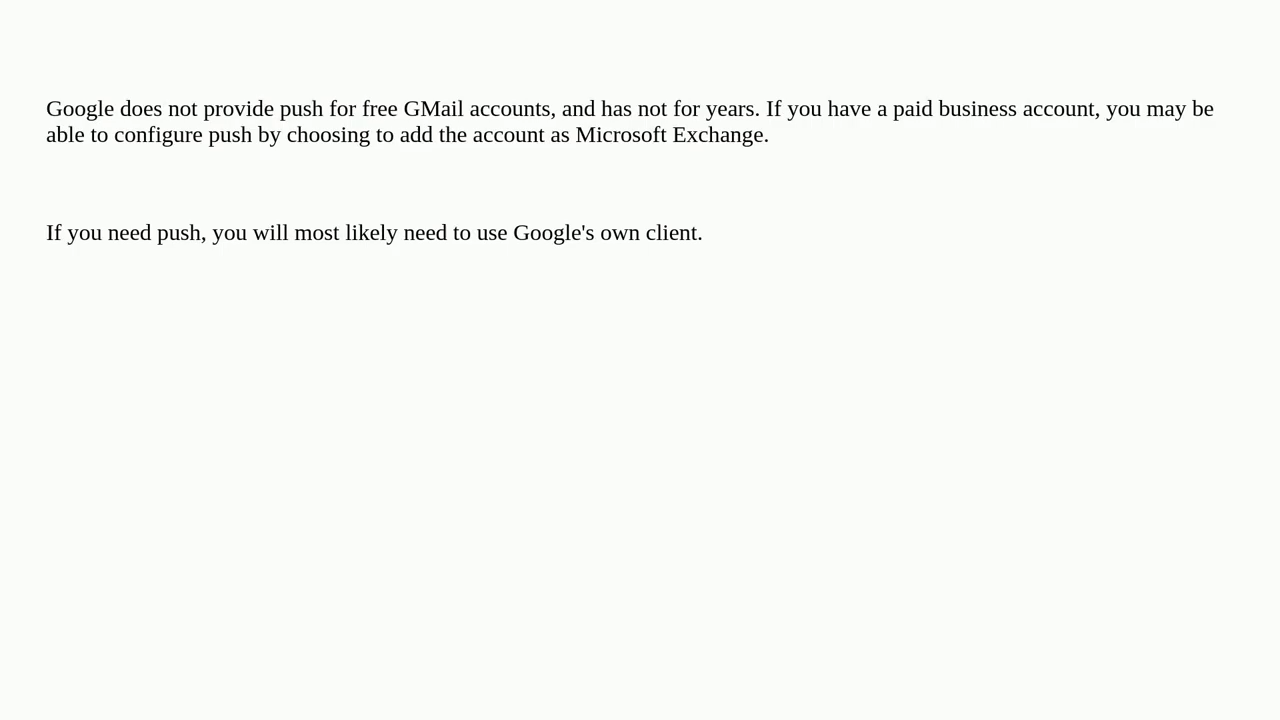 Google does not provide push for free GMail accounts, and has not for years. If you have a paid business account, you may be
able to configure push by choosing to add the account as Microsoft Exchange.
If you need push, you will most likely need to use Google's own client.